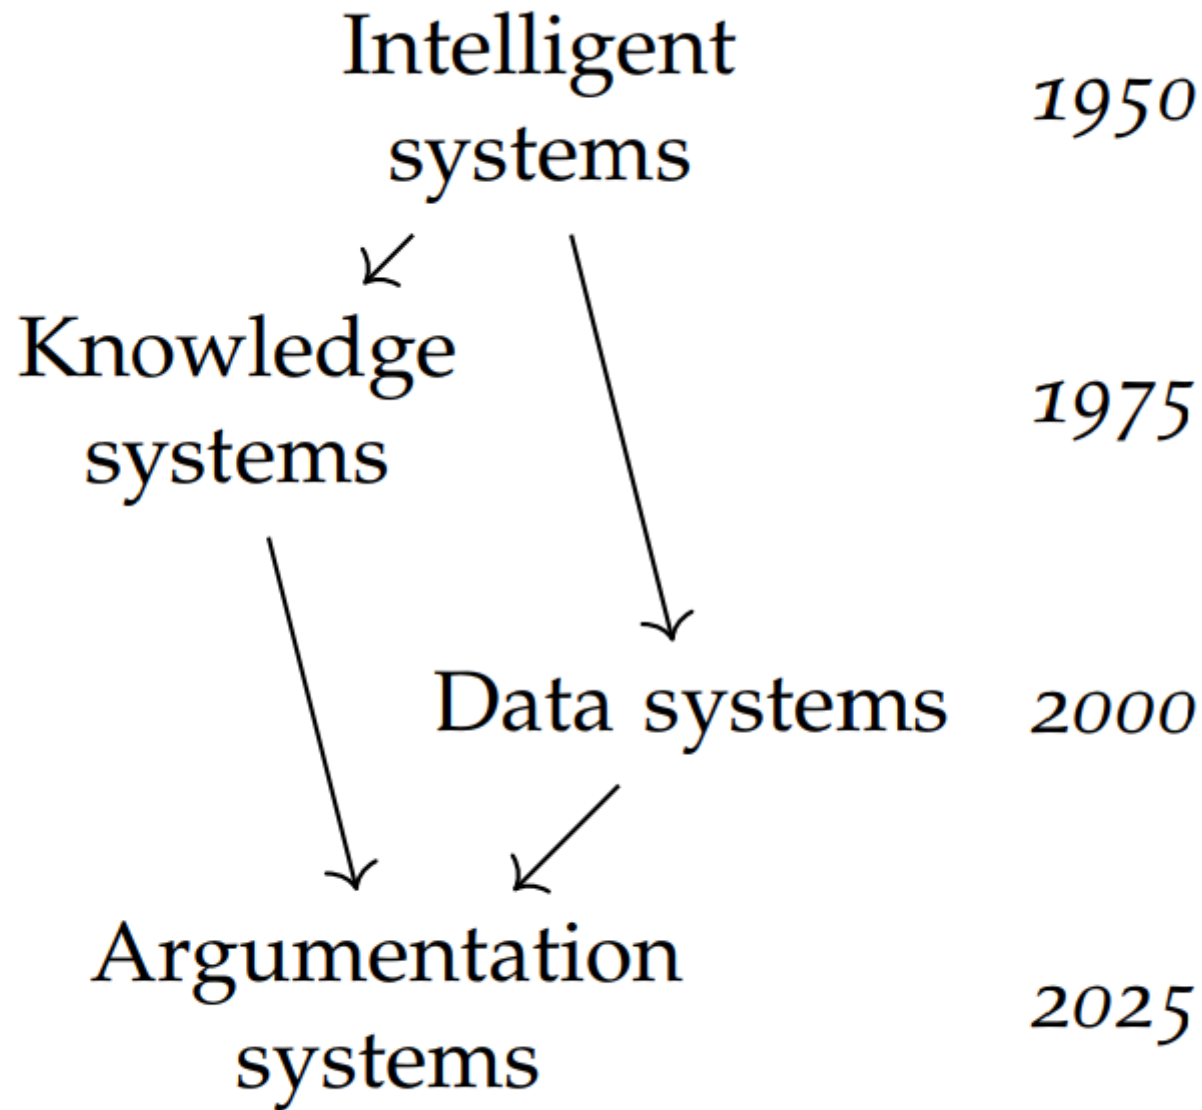 Intelligent
systems
1950
Knowledge
systems
1975
Data systems
2000
Argumentation
systems
2025